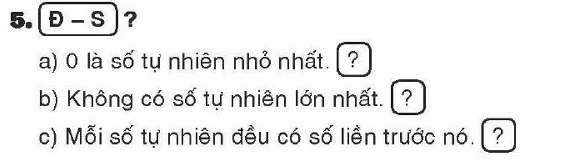 5. Đ – S ?
a) 0 là số tự nhiên nhỏ nhất. ?
b) Không có số tự nhiên lớn nhất. ?
c) Mỗi số tự nhiên đều có số liền trước nó. ?